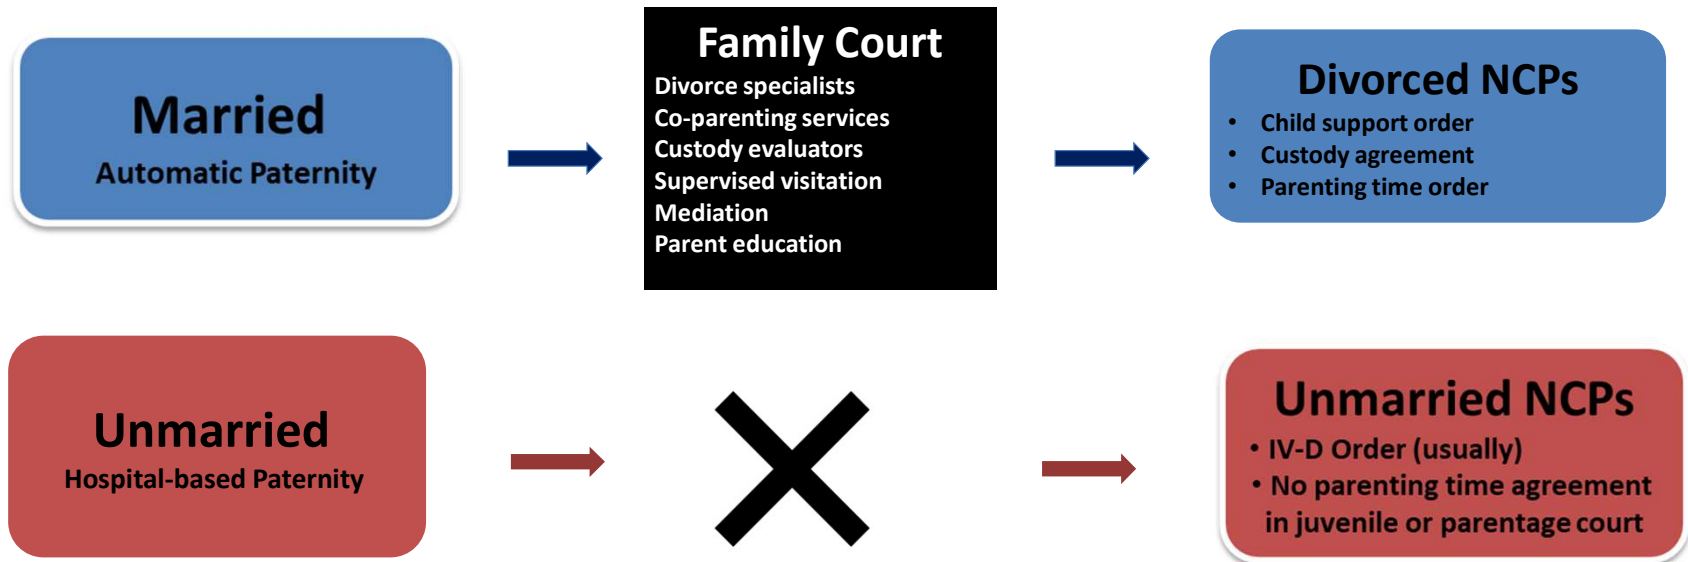 Married
Automatic Paternity
Family Court
Divorce specialists
Co-parenting services
Custody evaluators
Supervised visitation
Mediation
Parent education
Divorced NCPs
• Child support order
• Custody agreement
• Parenting time order
Unmarried
Hospital-based Paternity
Unmarried NCPs
• IV-D Order (usually)
• No parenting time agreement
in juvenile or parentage court